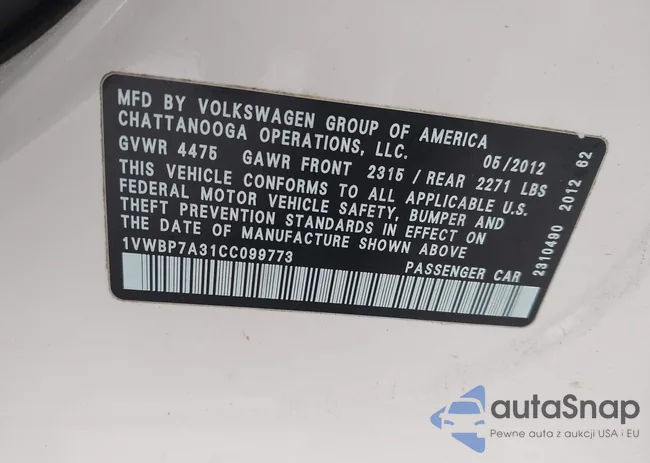 MFD BY VOLKSWAGEN GROUP OF AMERICA
CHATTANOOGA OPERATIONS, LLC. 05/2012
GVWR 4475 GAWR FRONT 2315 / REAR 2271 LBS
THIS VEHICLE CONFORMS TO ALL APPLICABLE U.S.
FEDERAL MOTOR VEHICLE SAFETY, BUMPER AND
THEFT PREVENTION STANDARDS IN EFFECT ON
THE DATE OF MANUFACTURE SHOWN ABOVE
1VWBP7A31CC099773 PASSENGER CAR
2310490 2012 62
autoSnap
Pewne auta z aukcji USA i EU